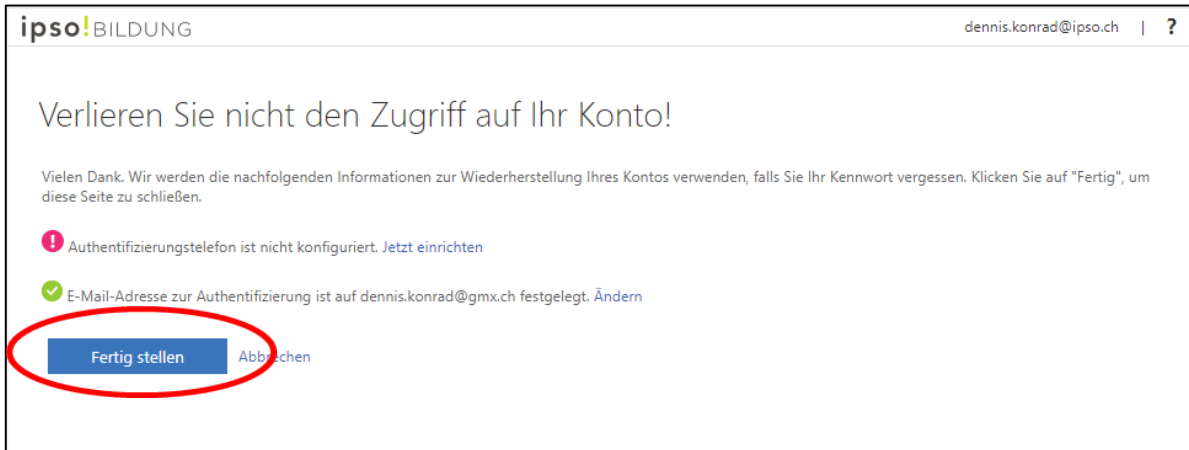 ipso!BILDUNG
dennis.konrad@ipso.ch | ?
Verlieren Sie nicht den Zugriff auf Ihr Konto!
Vielen Dank. Wir werden die nachfolgenden Informationen zur Wiederherstellung Ihres Kontos verwenden, falls Sie Ihr Kennwort vergessen. Klicken Sie auf "Fertig", um
diese Seite zu schließen.
! Authentifizierungstelefon ist nicht konfiguriert. Jetzt einrichten
E-Mail-Adresse zur Authentifizierung ist auf dennis.konrad@gmx.ch festgelegt. Ändern
Fertig stellen Abbrechen